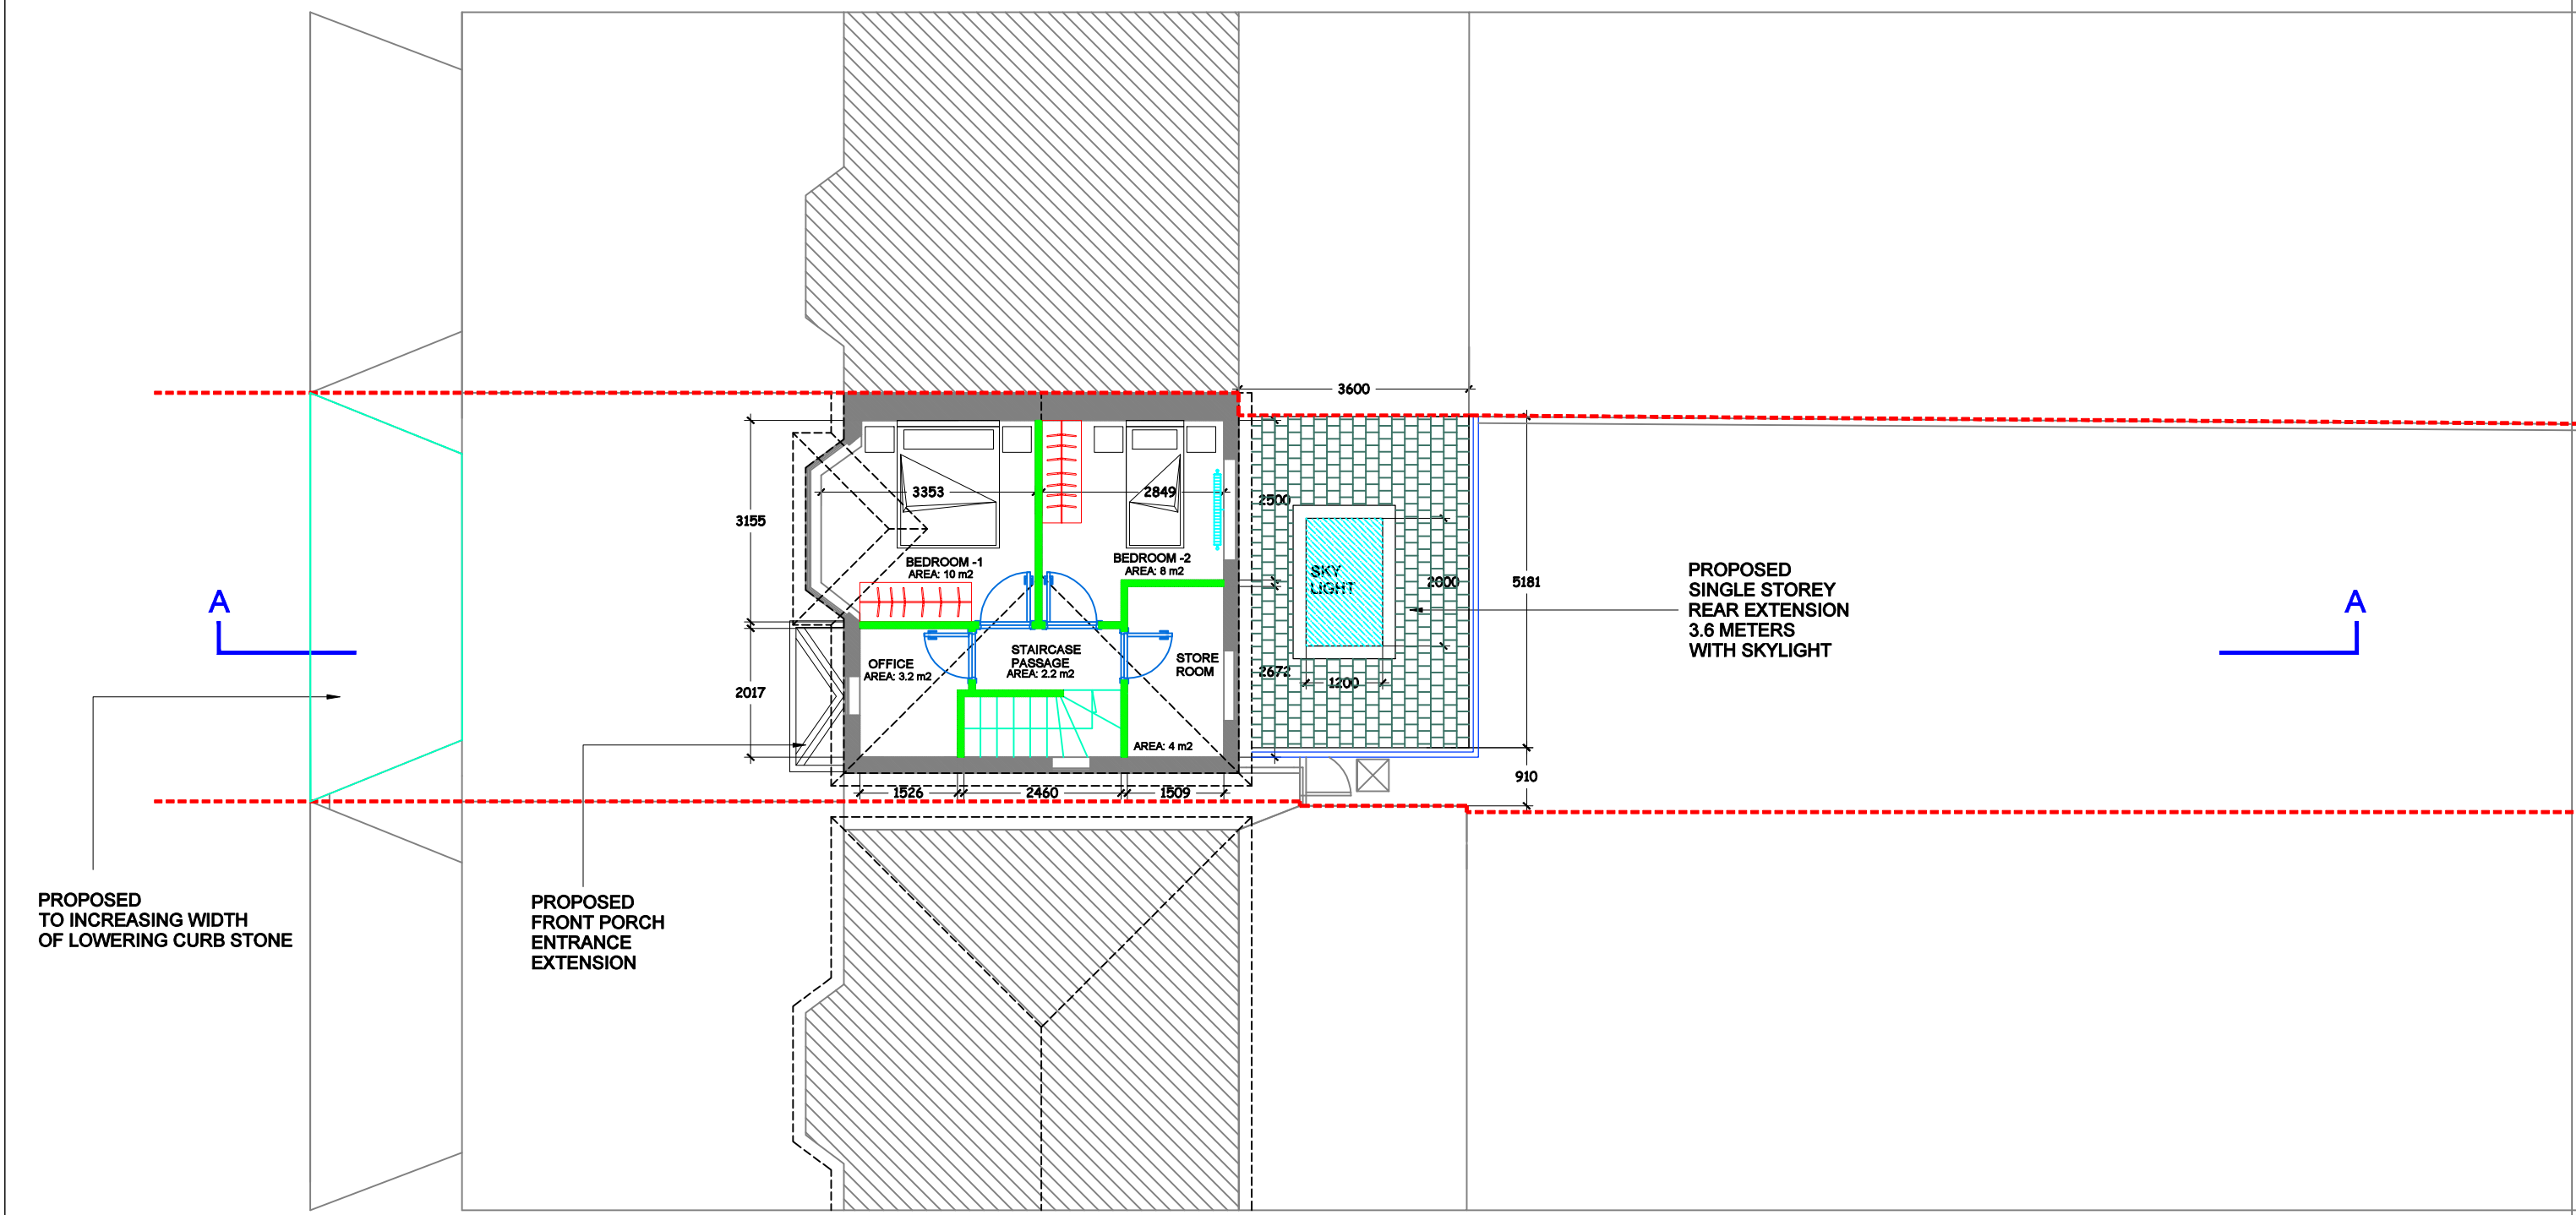 3600
3353
2849
2500
3155
BEDROOM -1
AREA: 10 m2
BEDROOM -2
AREA: 8 m2
SKY
LIGHT
2000
5181
PROPOSED
SINGLE STOREY
REAR EXTENSION
3.6 METERS
WITH SKYLIGHT
A
A
OFFICE
AREA: 3.2 m2
STAIRCASE
PASSAGE
AREA: 2.2 m2
STORE
ROOM
2672
1200
2017
AREA: 4 m2
910
1526
2460
1509
PROPOSED
TO INCREASING WIDTH
OF LOWERING CURB STONE
PROPOSED
FRONT PORCH
ENTRANCE
EXTENSION